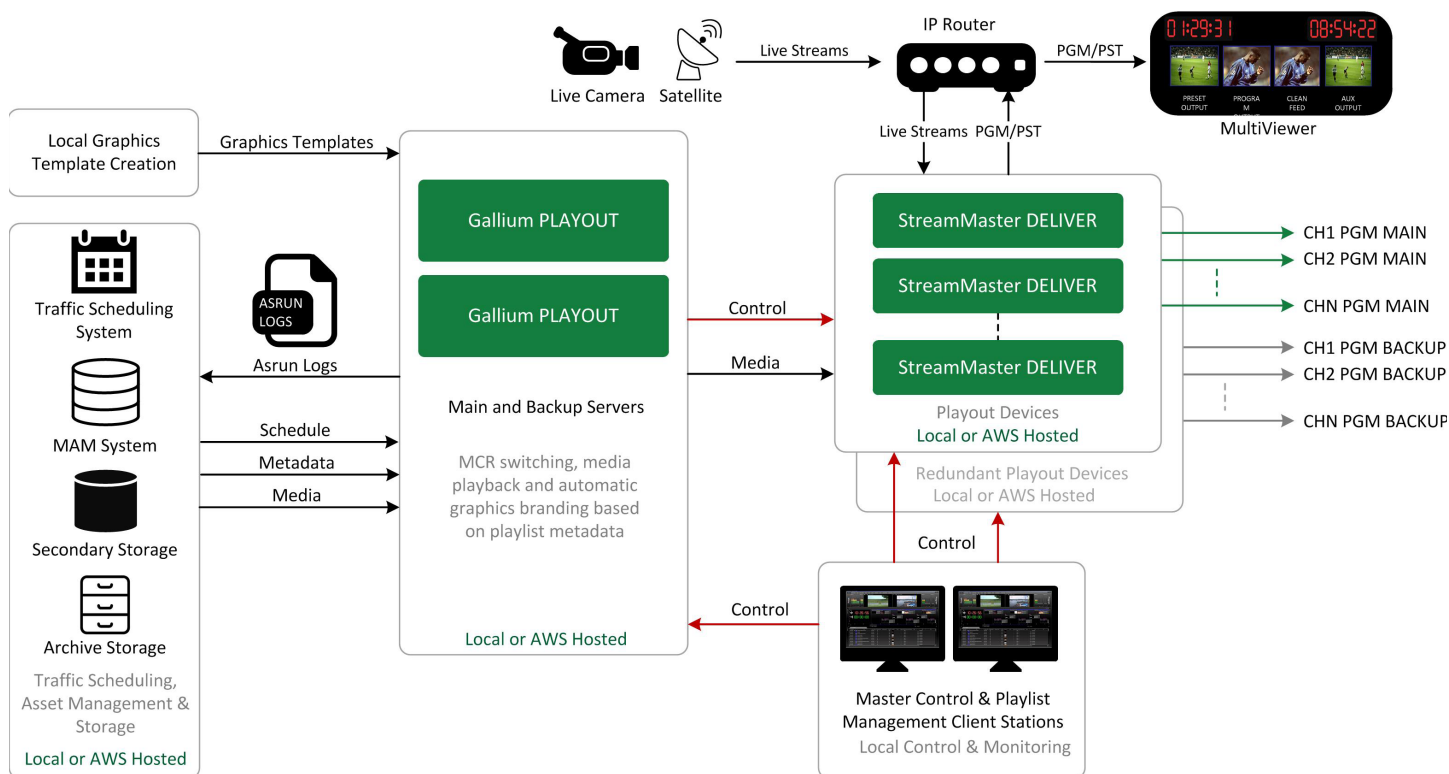 IP Router
01:29:31
08:54:22
Live Streams
PGM/PST
PRESET
OUTPUT
PROGRA
M
CLEAN
FEED
AUX
OUTPUT
Live Camera
Satellite
MultiViewer
Live Streams
PGM/PST
Local Graphics
Template Creation
Graphics Templates
Gallium PLAYOUT
Gallium PLAYOUT
Main and Backup Servers
MCR switching, media
playback and automatic
graphics branding based
on playlist metadata
Local or AWS Hosted
Traffic Scheduling
System
MAM System
Secondary Storage
Archive Storage
Traffic Scheduling,
Asset Management &
Storage
Local or AWS Hosted
ASRUN
LOGS
Asrun Logs
Schedule
Metadata
Media
Control
Media
StreamMaster DELIVER
StreamMaster DELIVER
StreamMaster DELIVER
Playout Devices
Local or AWS Hosted
Redundant Playout Devices
Local or AWS Hosted
CH1 PGM MAIN
CH2 PGM MAIN
CHN PGM MAIN
CH1 PGM BACKUP
CH2 PGM BACKUP
CHN PGM BACKUP
Control
Control
Master Control & Playlist
Management Client Stations
Local Control & Monitoring